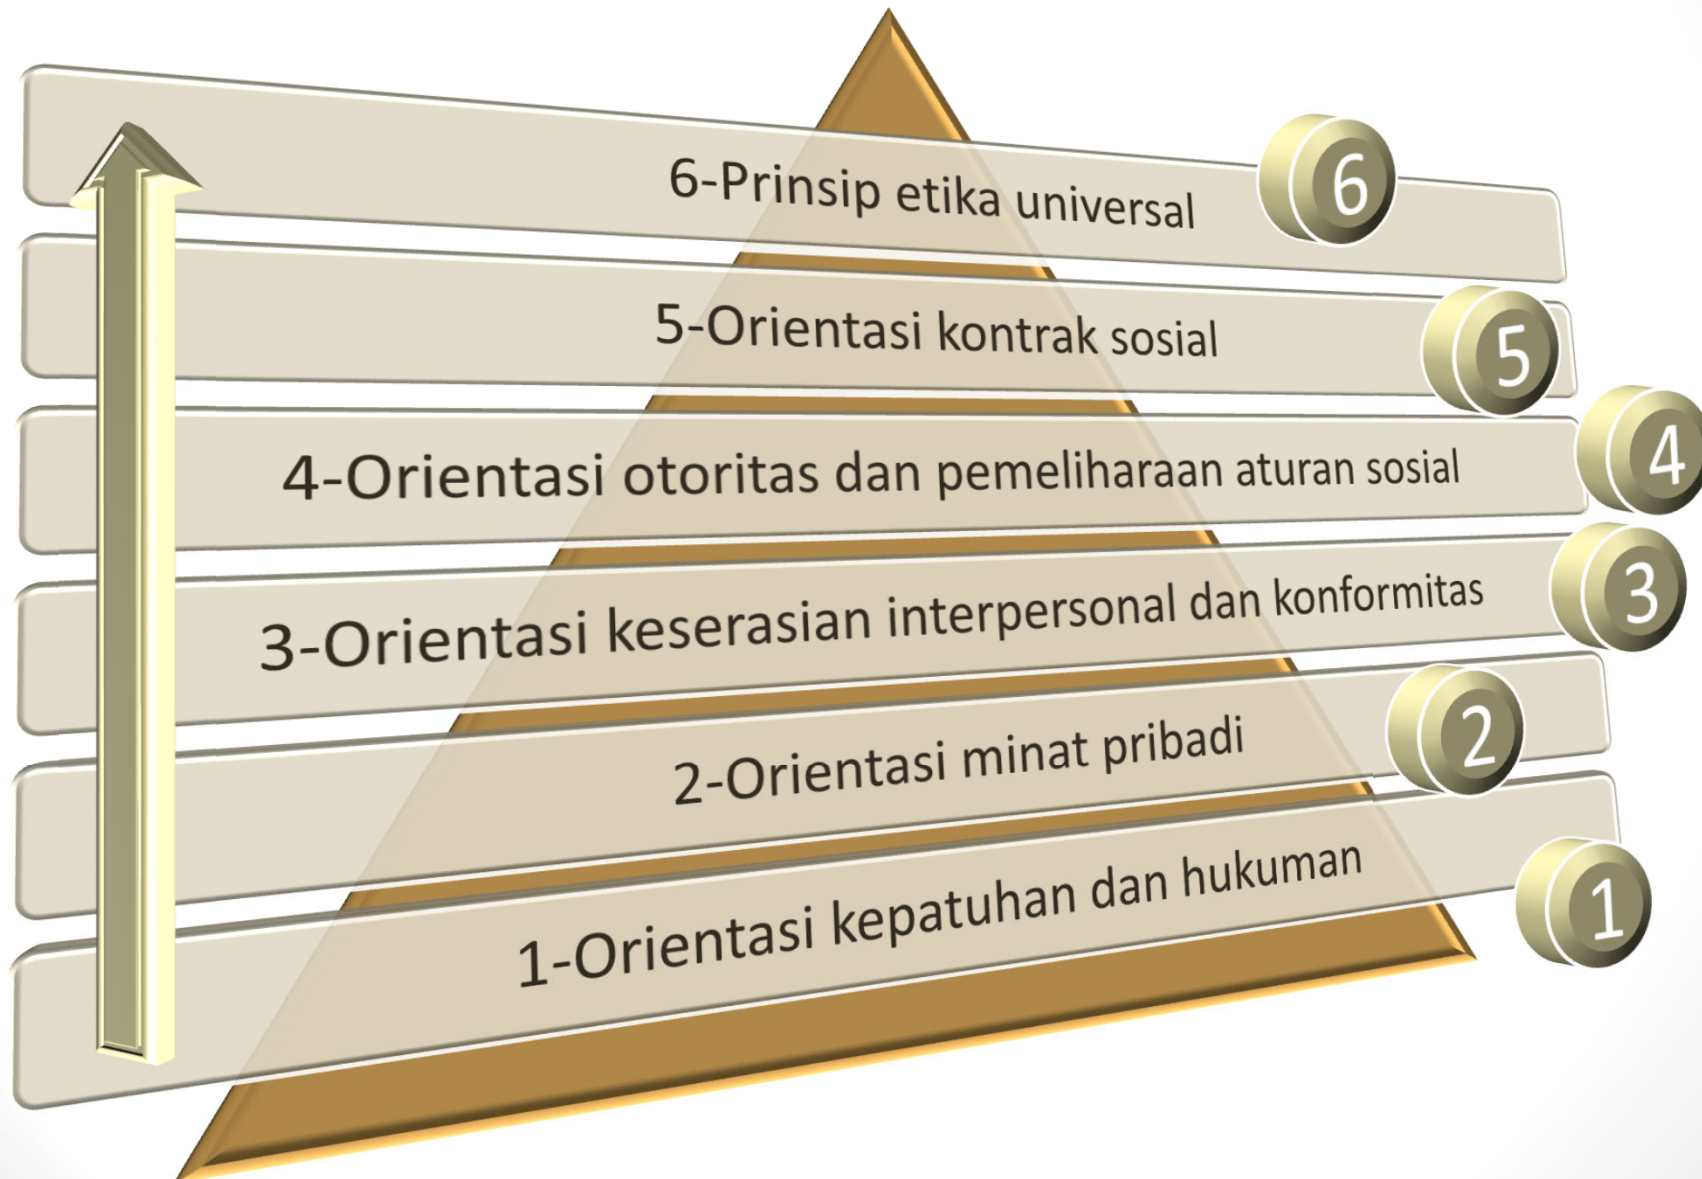 6-Prinsip etika universal
6
5-Orientasi kontrak sosial
5
4-Orientasi otoritas dan pemeliharaan aturan sosial
4
3-Orientasi keserasian interpersonal dan konformitas
3
2-Orientasi minat pribadi
2
1-Orientasi kepatuhan dan hukuman
1